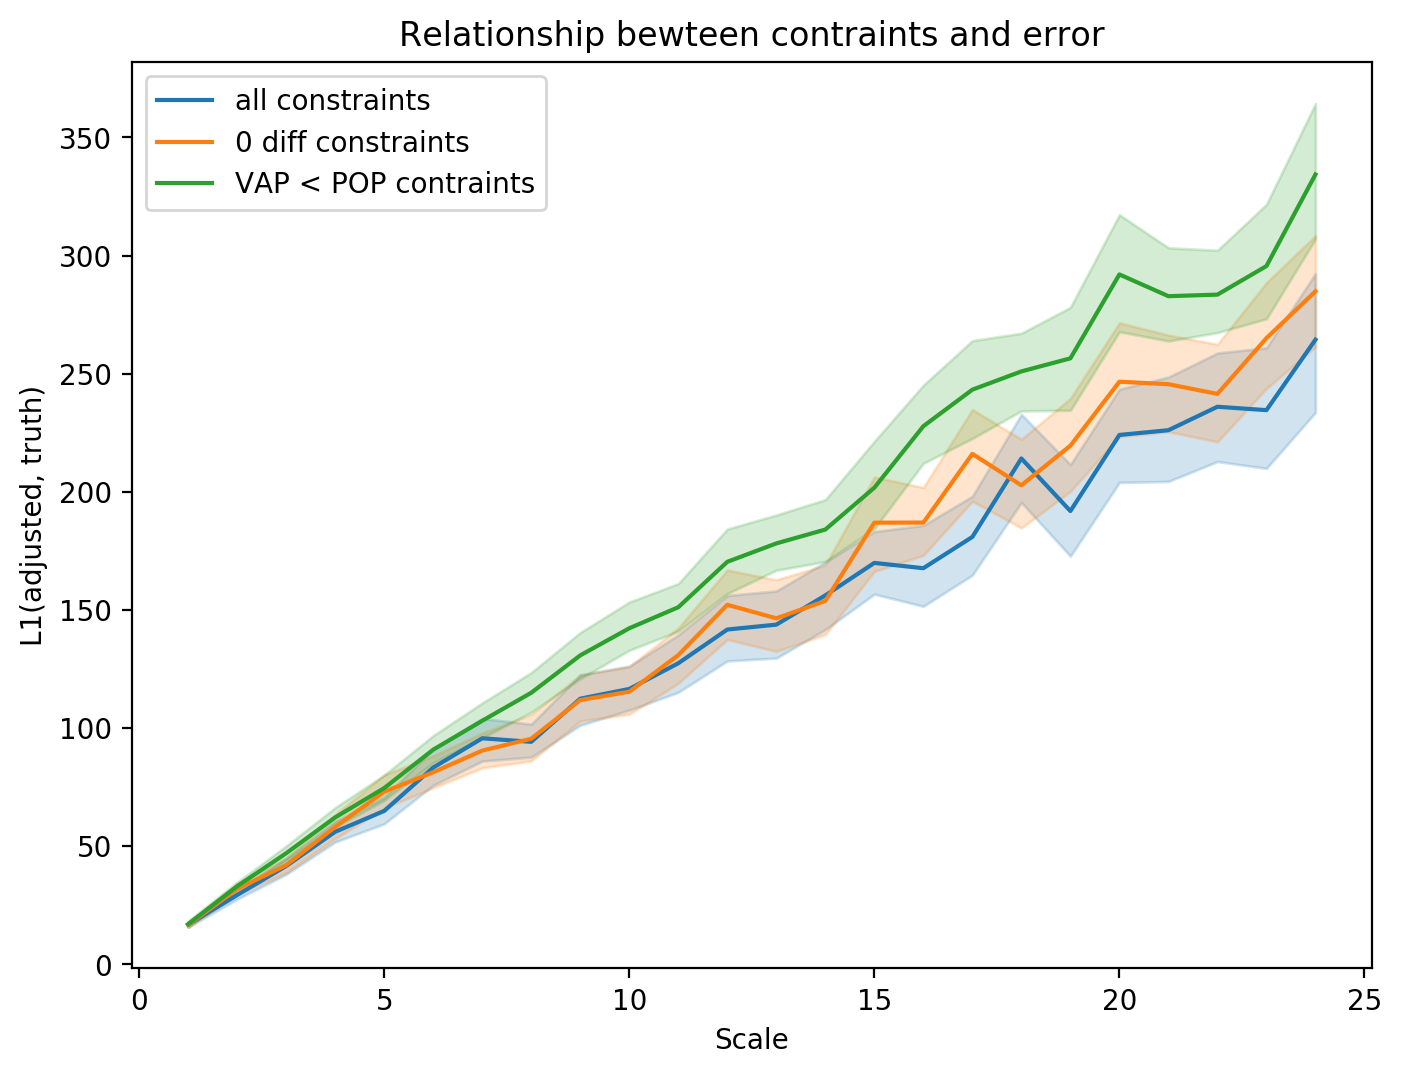 Relationship bewteen contraints and error
all constraints
0 diff constraints
VAP < POP contraints
350
300
250
200
150
100
50
0
L1(adjusted, truth)
0 5 10 15 20 25
Scale